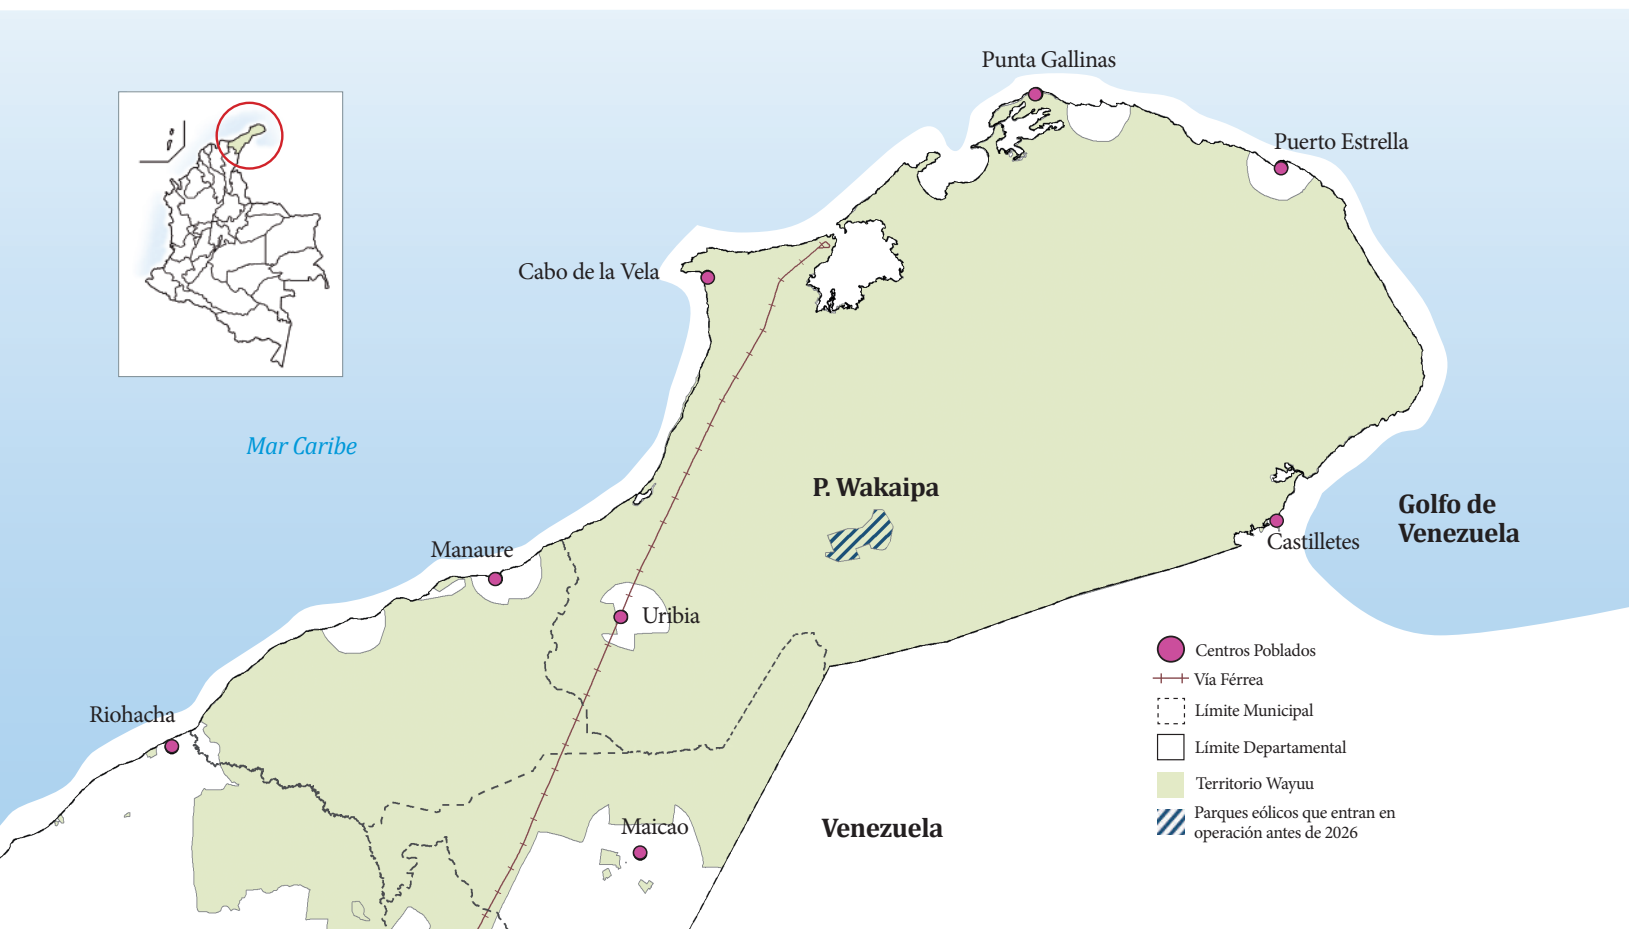 Punta Gallinas
Puerto Estrella
Cabo de la Vela
Mar Caribe
P. Wakaipa
Golfo de
Venezuela
Castilletes
Manaure
Uribia
Riohacha
Maicao
Venezuela
Centros Poblados
Vía Férrea
Límite Municipal
Límite Departamental
Territorio Wayuu
Parques eólicos que entran en
operación antes de 2026